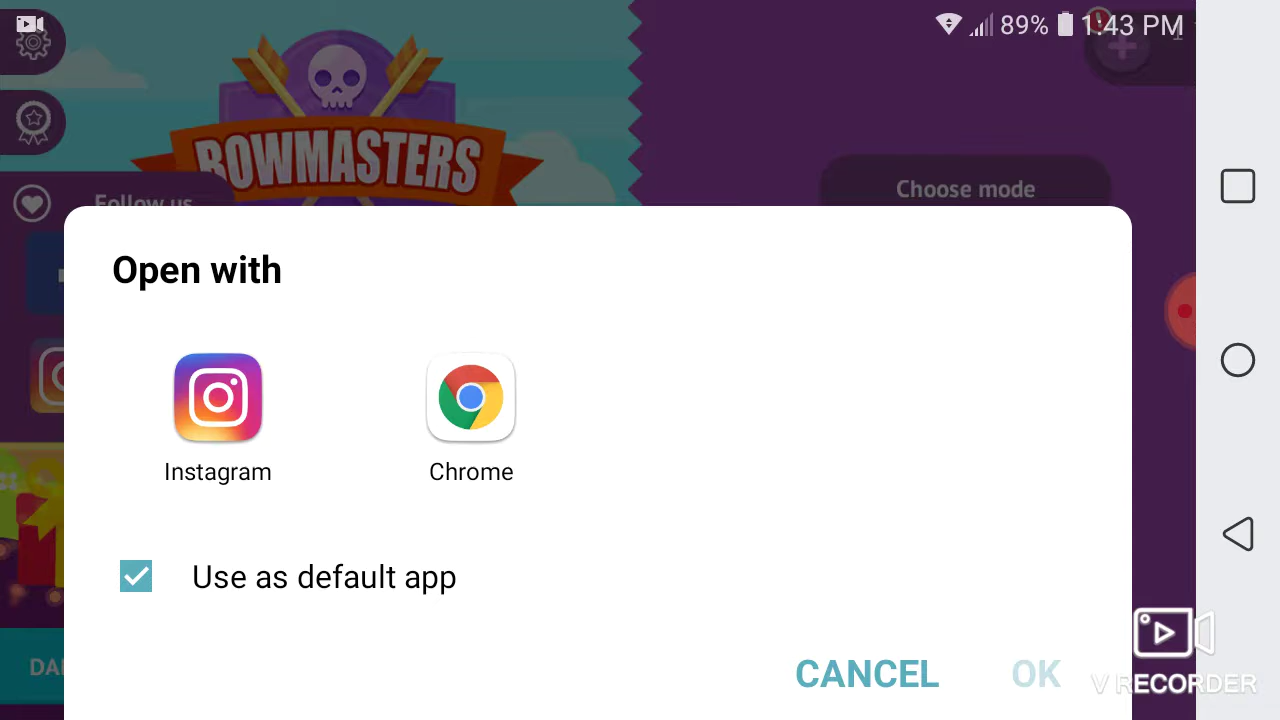 89% 1:43 PM
BOWMASTERS
Choose mode
Follow us
Open with
Instagram
Chrome
Use as default app
CANCEL
OK
V RECORDER